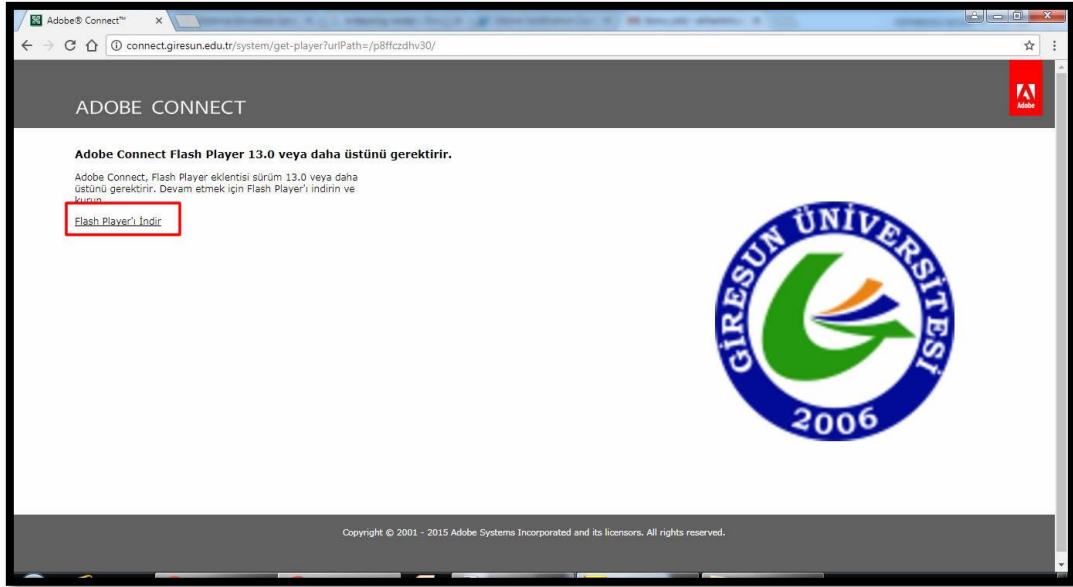 Adobe® Connect™
connect.giresun.edu.tr/system/get-player?urlPath=/p8ffczdhv30/
ADOBE CONNECT
Adobe
Adobe Connect Flash Player 13.0 veya daha üstünü gerektirir.
Adobe Connect, Flash Player eklentisi sürüm 13.0 veya daha
üstünü gerektirir. Devam etmek için Flash Player'ı indirin ve
kurun
Flash Player'ı İndir
GİRESUN ÜNİVERSİTESİ
2006
Copyright © 2001 - 2015 Adobe Systems Incorporated and its licensors. All rights reserved.